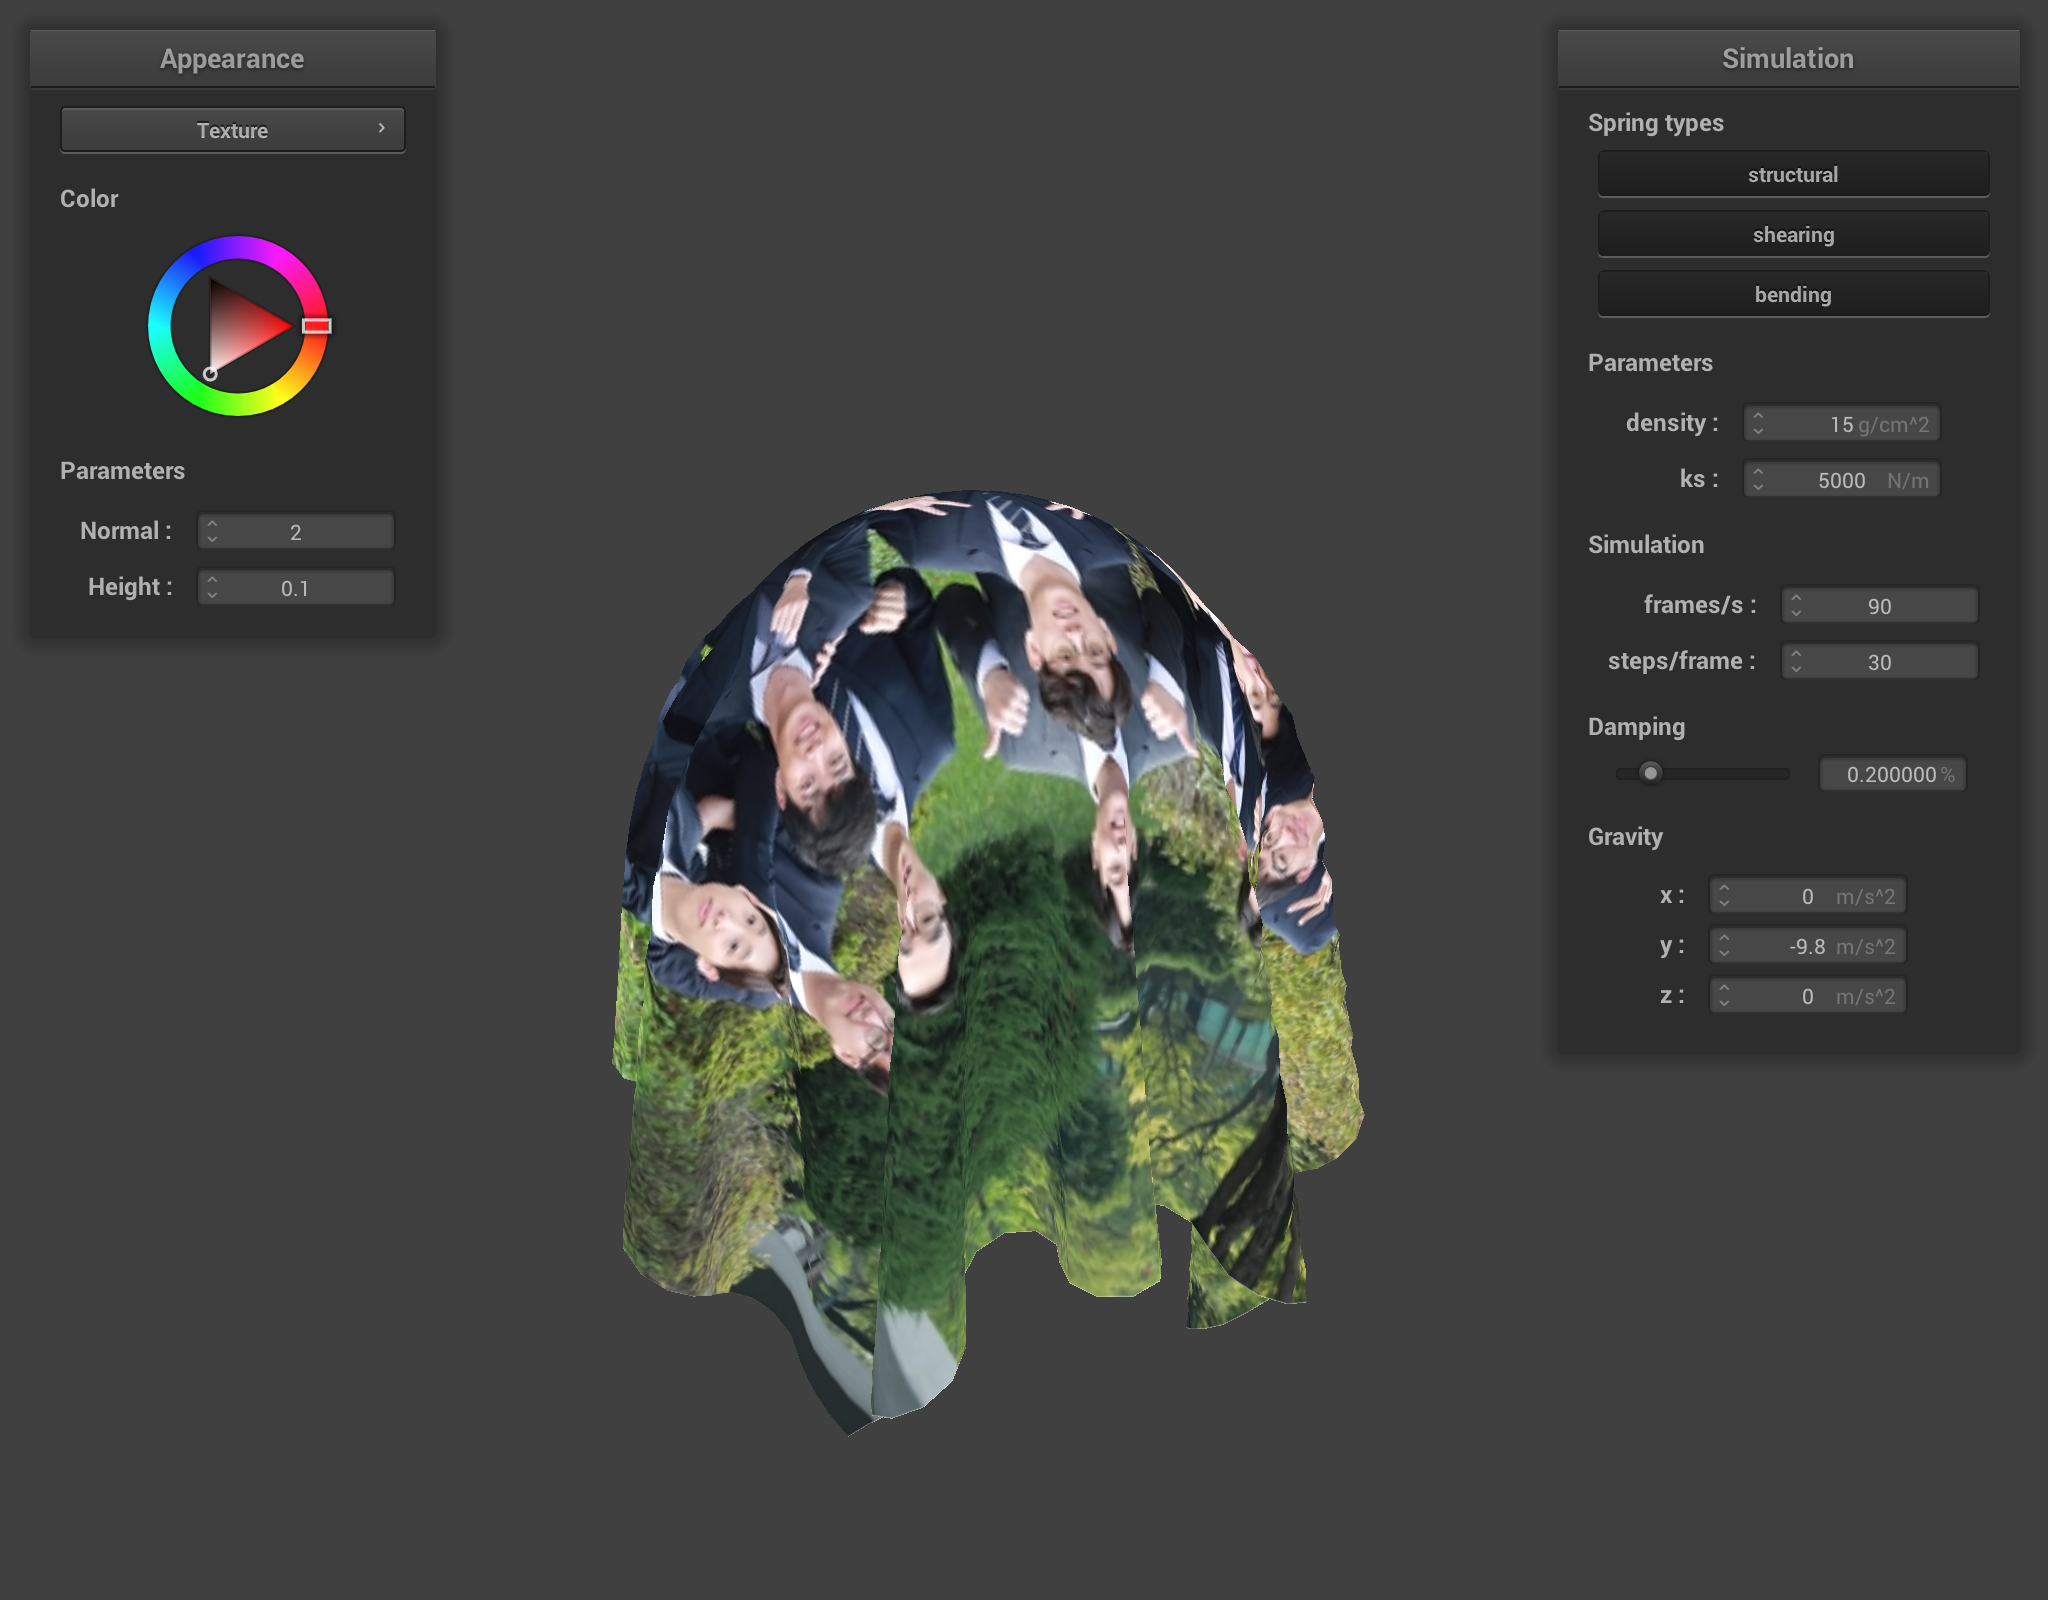 Appearance
Texture
Color
Parameters
Normal : 2
Height : 0.1
Simulation
Spring types
structural
shearing
bending
Parameters
density : 15 g/cm^2
ks : 5000 N/m
Simulation
frames/s : 90
steps/frame : 30
Damping
0.200000 %
Gravity
x : 0 m/s^2
y : -9.8 m/s^2
z : 0 m/s^2